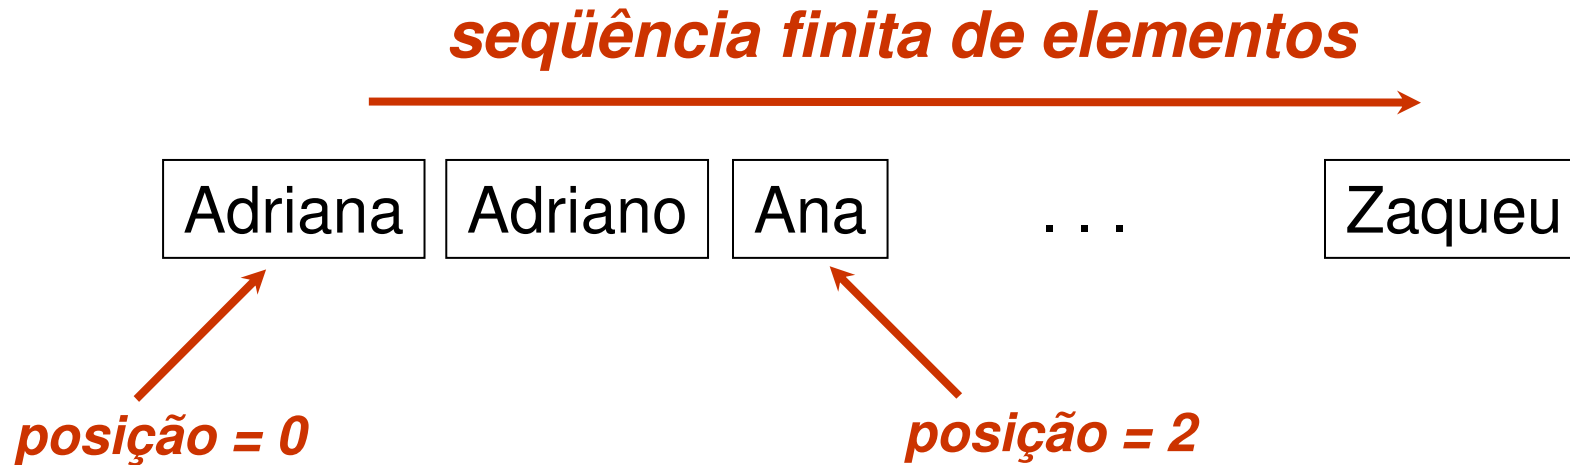 seqüência finita de elementos
Adriana Adriano Ana . . . Zaqueu
posição = 0 posição = 2